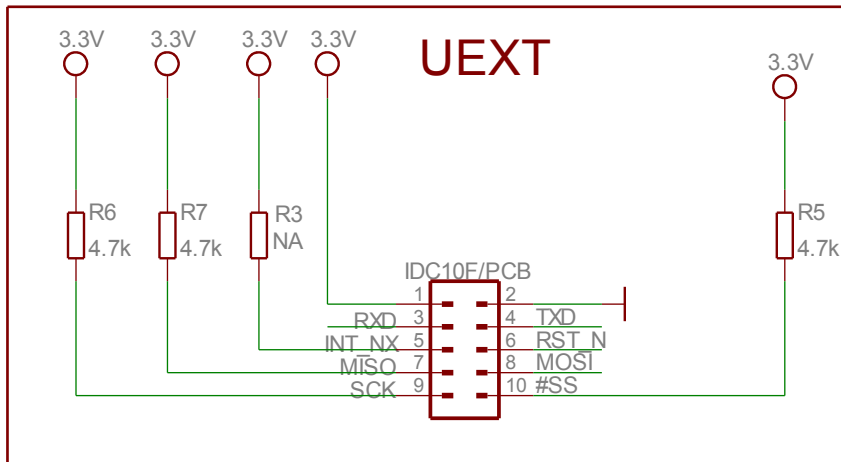 3.3V 3.3V 3.3V 3.3V
UEXT
3.3V
R6
4.7k
R7
4.7k
R3
NA
R5
4.7k
IDC10F/PCB
1 2
RXD 3 4 TXD
INT_NX 5 6 RST_N
MISO 7 8 MOSI
SCK 9 10 #SS